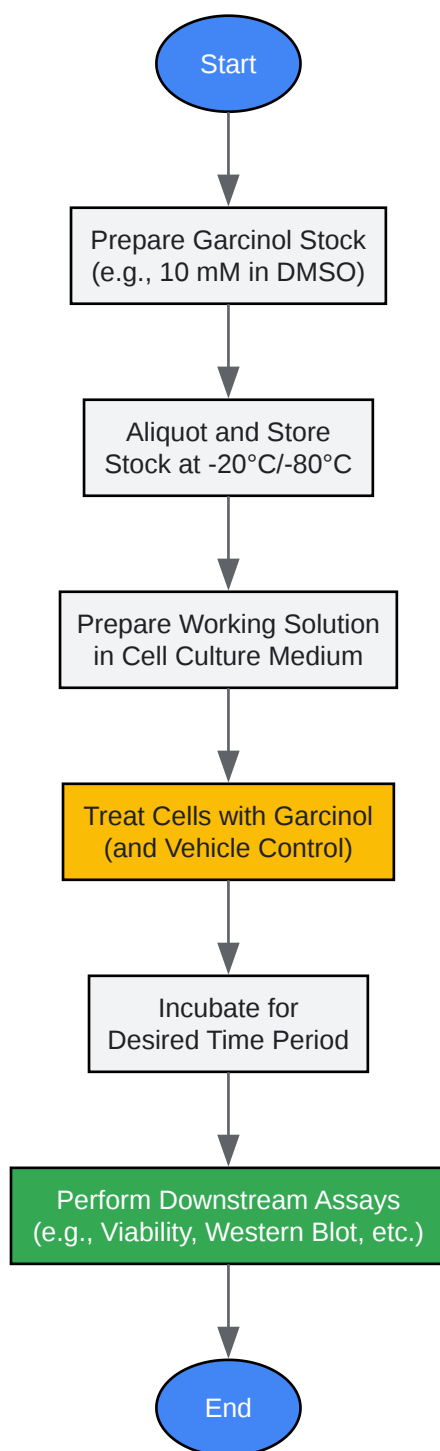 Start
Prepare Garcinol Stock
(e.g., 10 mM in DMSO)
Aliquot and Store
Stock at -20°C/-80°C
Prepare Working Solution
in Cell Culture Medium
Treat Cells with Garcinol
(and Vehicle Control)
Incubate for
Desired Time Period
Perform Downstream Assays
(e.g., Viability, Western Blot, etc.)
End